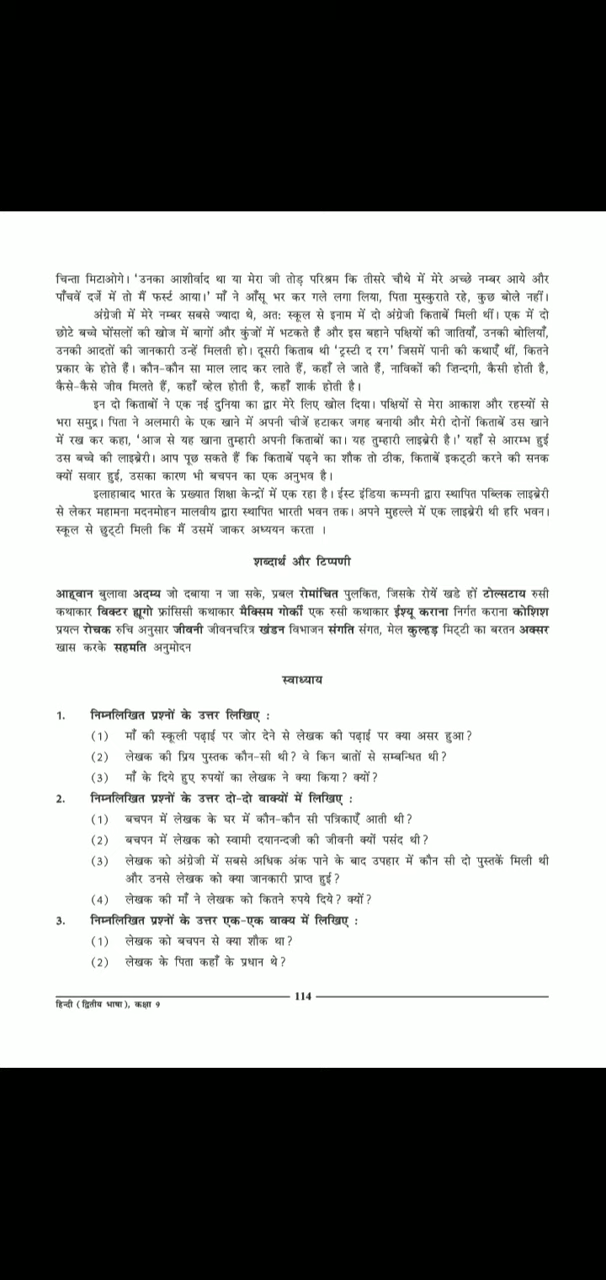 चिन्ता मिटाओगे। 'उनका आशीर्वाद था या मेरा जी तोड़ परिश्रम कि तीसरे चौथे में मेरे अच्छे नम्बर आये और
पाँचवें दर्जे में तो मैं फर्स्ट आया।' माँ ने आँसू भर कर गले लगा लिया, पिता मुस्कुराते रहे, कुछ बोले नहीं।
अंग्रेजी में मेरे नम्बर सबसे ज्यादा थे, अतः स्कूल से इनाम में दो अंग्रेजी किताबें मिली थीं। एक में दो
छोटे बच्चे घोंसलों की खोज में बागों और कुंजों में भटकते हैं और इस बहाने पक्षियों की जातियाँ, उनकी बोलियाँ,
उनकी आदतों की जानकारी उन्हें मिलती हो। दूसरी किताब थी 'ट्रस्टी द रग' जिसमें पानी की कथाएँ थीं, कितने
प्रकार के होते हैं। कौन-कौन सा माल लाद कर लाते हैं, कहाँ ले जाते हैं, नाविकों की ज़िन्दगी, कैसी होती है,
कैसे-कैसे जीव मिलते हैं, कहाँ व्हेल होती है, कहाँ शार्क होती है।
इन दो किताबों ने एक नई दुनिया का द्वार मेरे लिए खोल दिया। पक्षियों से मेरा आकाश और रहस्यों से
भरा समुद्र। पिता ने अलमारी के एक खाने में अपनी चीजें हटाकर जगह बनायी और मेरी दोनों किताबें उस खाने
में रख कर कहा, 'आज से यह खाना तुम्हारी अपनी किताबों का। यह तुम्हारी लाइब्रेरी है।' यहाँ से आरम्भ हुई
उस बच्चे की लाइब्रेरी। आप पूछ सकते हैं कि किताबें पढ़ने का शौक तो ठीक, किताबें इकट्ठी करने की सनक
क्यों सवार हुई, उसका कारण भी बचपन का एक अनुभव है।
इलाहाबाद भारत के प्रख्यात शिक्षा केन्द्रों में एक रहा है। ईस्ट इंडिया कम्पनी द्वारा स्थापित पब्लिक लाइब्रेरी
से लेकर महामना मदनमोहन मालवीय द्वारा स्थापित भारती भवन तक। अपने मुहल्ले में एक लाइब्रेरी थी हरि भवन।
स्कूल से छुट्टी मिली कि मैं उसमें जाकर अध्ययन करता ।
शब्दार्थ और टिप्पणी
आह्वान बुलावा अदम्य जो दबाया न जा सके, प्रबल रोमांचित पुलकित, जिसके रोयें खडे हों टोल्सटाय रुसी
कथाकार विक्टर ह्यूगो फ्रांसिसी कथाकार मैक्सिम गोर्की एक रुसी कथाकार ईश्यू कराना निर्गत कराना कोशिश
प्रयत्न रोचक रुचि अनुसार जीवनी जीवनचरित्र खंडन विभाजन संगति संगत, मेल कुल्हड़ मिट्टी का बरतन अक्सर
खास करके सहमति अनुमोदन
स्वाध्याय
1. निम्नलिखित प्रश्नों के उत्तर लिखिए :
(1) माँ की स्कूली पढ़ाई पर जोर देने से लेखक की पढ़ाई पर क्या असर हुआ?
(2) लेखक की प्रिय पुस्तक कौन-सी थी? वे किन बातों से सम्बन्धित थी?
(3) माँ के दिये हुए रुपयों का लेखक ने क्या किया? क्यों?
2. निम्नलिखित प्रश्नों के उत्तर दो-दो वाक्यों में लिखिए :
(1) बचपन में लेखक के घर में कौन-कौन सी पत्रिकाएँ आती थी?
(2) बचपन में लेखक को स्वामी दयानन्दजी की जीवनी क्यों पसंद थी?
(3) लेखक को अंग्रेजी में सबसे अधिक अंक पाने के बाद उपहार में कौन सी दो पुस्तकें मिली थी
और उनसे लेखक को क्या जानकारी प्राप्त हुई?
(4) लेखक की माँ ने लेखक को कितने रुपये दिये? क्यों?
3. निम्नलिखित प्रश्नों के उत्तर एक-एक वाक्य में लिखिए :
(1) लेखक को बचपन से क्या शौक था?
(2) लेखक के पिता कहाँ के प्रधान थे?
114
हिन्दी (द्वितीय भाषा), कक्षा 9